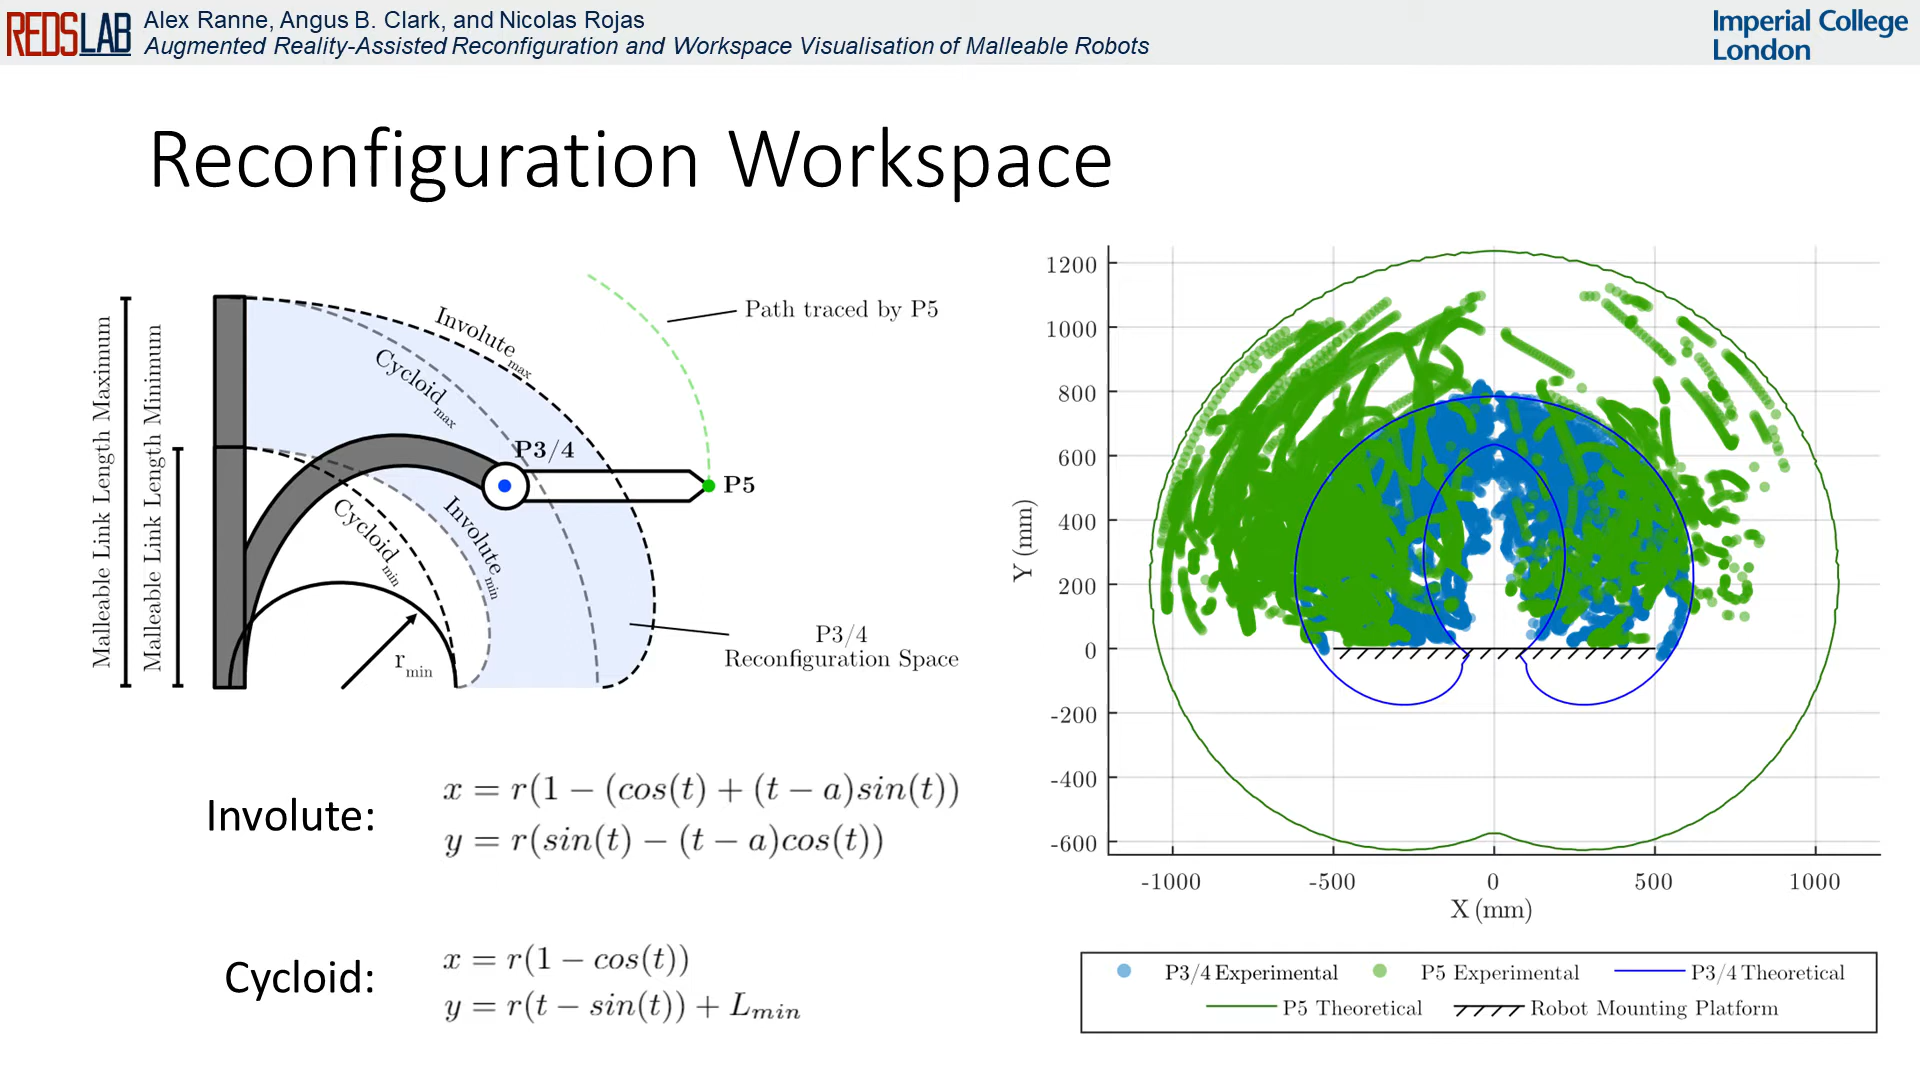 REDSLAB
Alex Ranne, Angus B. Clark, and Nicolas Rojas
Augmented Reality-Assisted Reconfiguration and Workspace Visualisation of Malleable Robots
Imperial College
London
Reconfiguration Workspace
Malleable Link Length Maximum
Malleable Link Length Minimum
Involute max
Cycloid max
Path traced by P5
P3/4
P5
Cycloid min
Involute min
r min
P3/4
Reconfiguration Space
Involute:
x = r(1 − (cos(t) + (t − a)sin(t))
y = r(sin(t) − (t − a)cos(t))
Cycloid:
x = r(1 − cos(t))
y = r(t − sin(t)) + Lmin
1200
1000
800
600
400
200
0
-200
-400
-600
Y (mm)
-1000 -500 0 500 1000
X (mm)
P3/4 Experimental P5 Experimental P3/4 Theoretical
P5 Theoretical Robot Mounting Platform